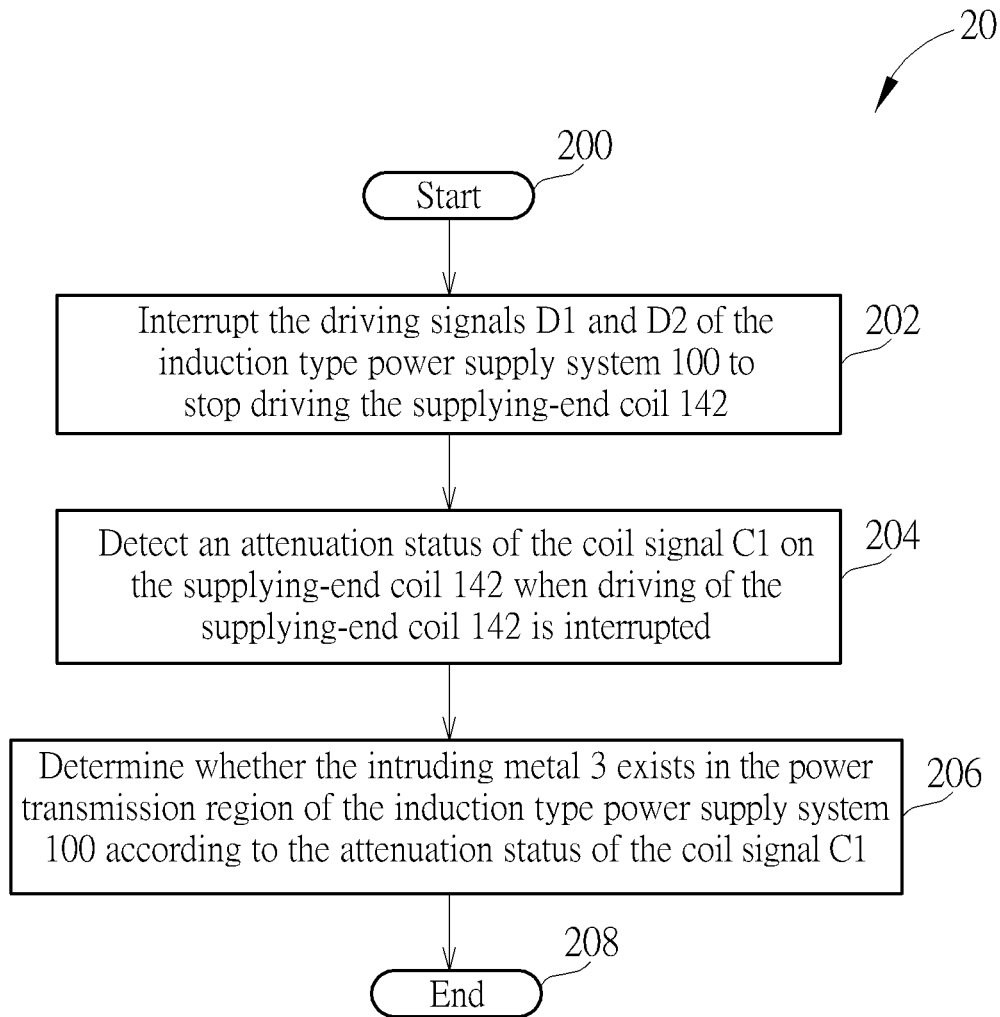 20
200
Start
Interrupt the driving signals D1 and D2 of the
induction type power supply system 100 to
stop driving the supplying-end coil 142
202
Detect an attenuation status of the coil signal C1 on
the supplying-end coil 142 when driving of the
supplying-end coil 142 is interrupted
204
Determine whether the intruding metal 3 exists in the power
transmission region of the induction type power supply system
100 according to the attenuation status of the coil signal C1
206
208
End